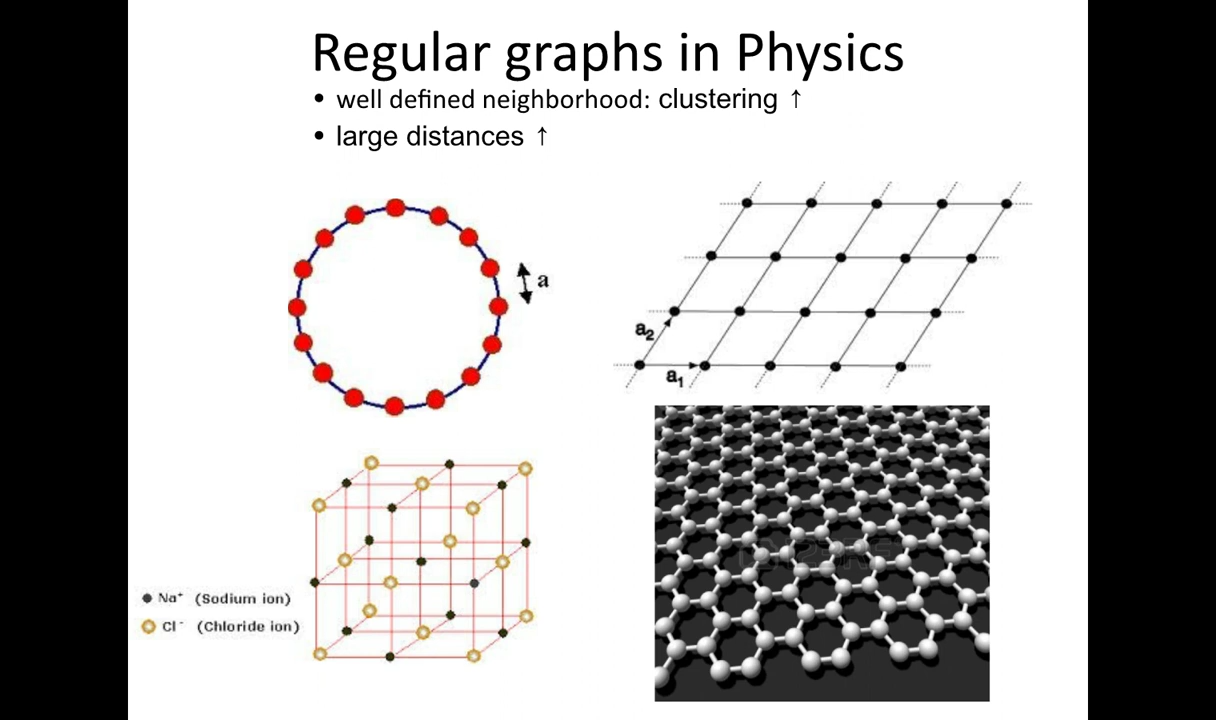 Regular graphs in Physics
• well defined neighborhood: clustering ↑
• large distances ↑
a
a₂
a₁
Na⁺ (Sodium ion)
Cl⁻ (Chloride ion)